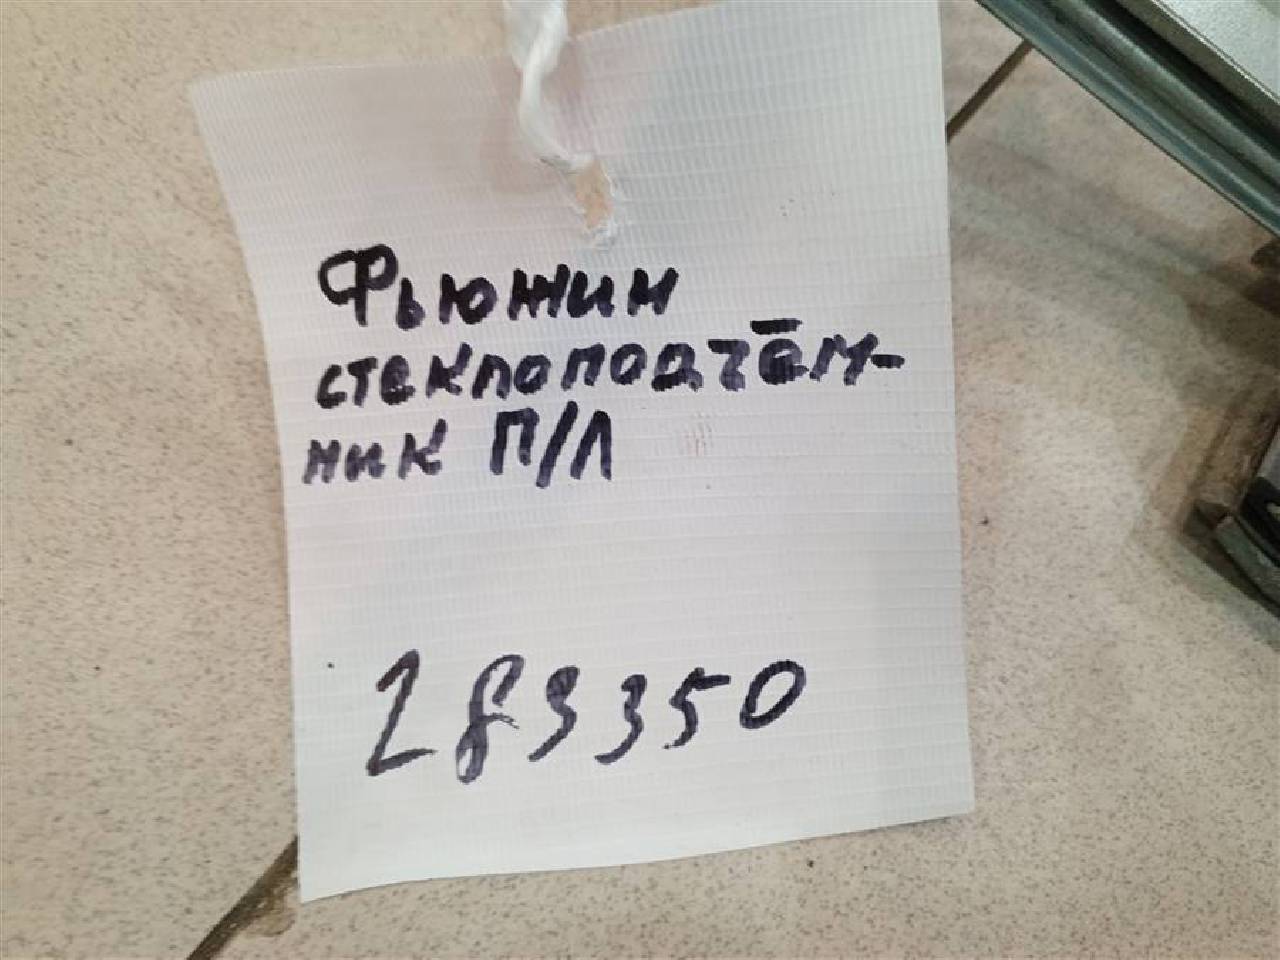 Фьюжин
стеклоподъём-
ник П/Л
283350